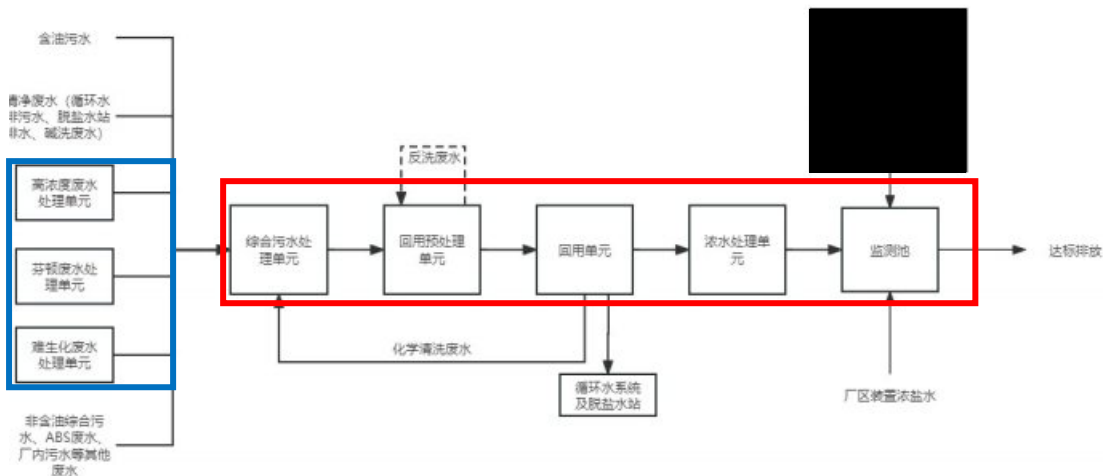 含油污水
清净废水（循环水
排污水、脱盐水站
排水、碱洗废水）
高浓度废水
处理单元
芬顿废水处
理单元
难生化废水
处理单元
非含油综合污
水、ABS废水、
厂内污水等其他
废水
反洗废水
综合污水处
理单元
回用预处理
单元
回用单元
浓水处理单
元
监测池
达标排放
化学清洗废水
循环水系统
及脱盐水站
厂区装置浓盐水